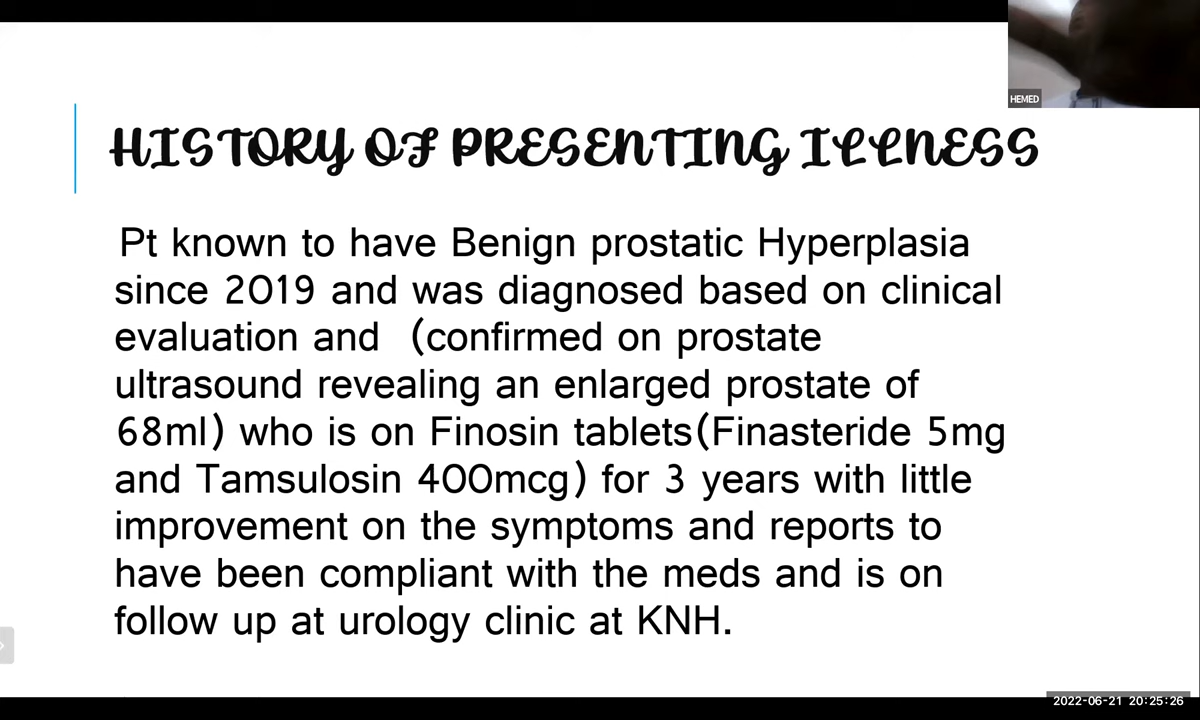 HEMED
HISTORY OF PRESENTING ILLNESS
Pt known to have Benign prostatic Hyperplasia
since 2019 and was diagnosed based on clinical
evaluation and (confirmed on prostate
ultrasound revealing an enlarged prostate of
68ml) who is on Finosin tablets(Finasteride 5mg
and Tamsulosin 400mcg) for 3 years with little
improvement on the symptoms and reports to
have been compliant with the meds and is on
follow up at urology clinic at KNH.
2022-06-21 20:25:26